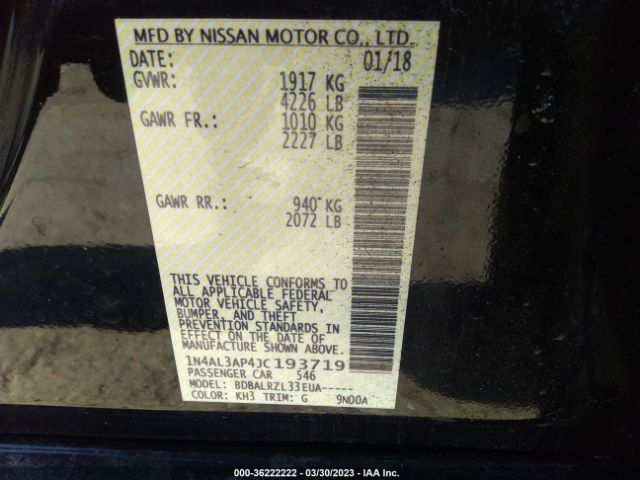 MFD BY NISSAN MOTOR CO., LTD.
DATE: 01/18
GVWR: 1917 KG
4226 LB
GAWR FR.: 1010 KG
2227 LB
GAWR RR.: 940 KG
2072 LB
THIS VEHICLE CONFORMS TO
ALL APPLICABLE FEDERAL
MOTOR VEHICLE SAFETY,
BUMPER, AND THEFT
PREVENTION STANDARDS IN
EFFECT ON THE DATE OF
MANUFACTURE SHOWN ABOVE.
1N4AL3AP4JC193719
PASSENGER CAR 546
MODEL: BDBALRZL33EUA-----
COLOR: KH3 TRIM: G 9N00A
000-36222222 - 03/30/2023 - IAA Inc.